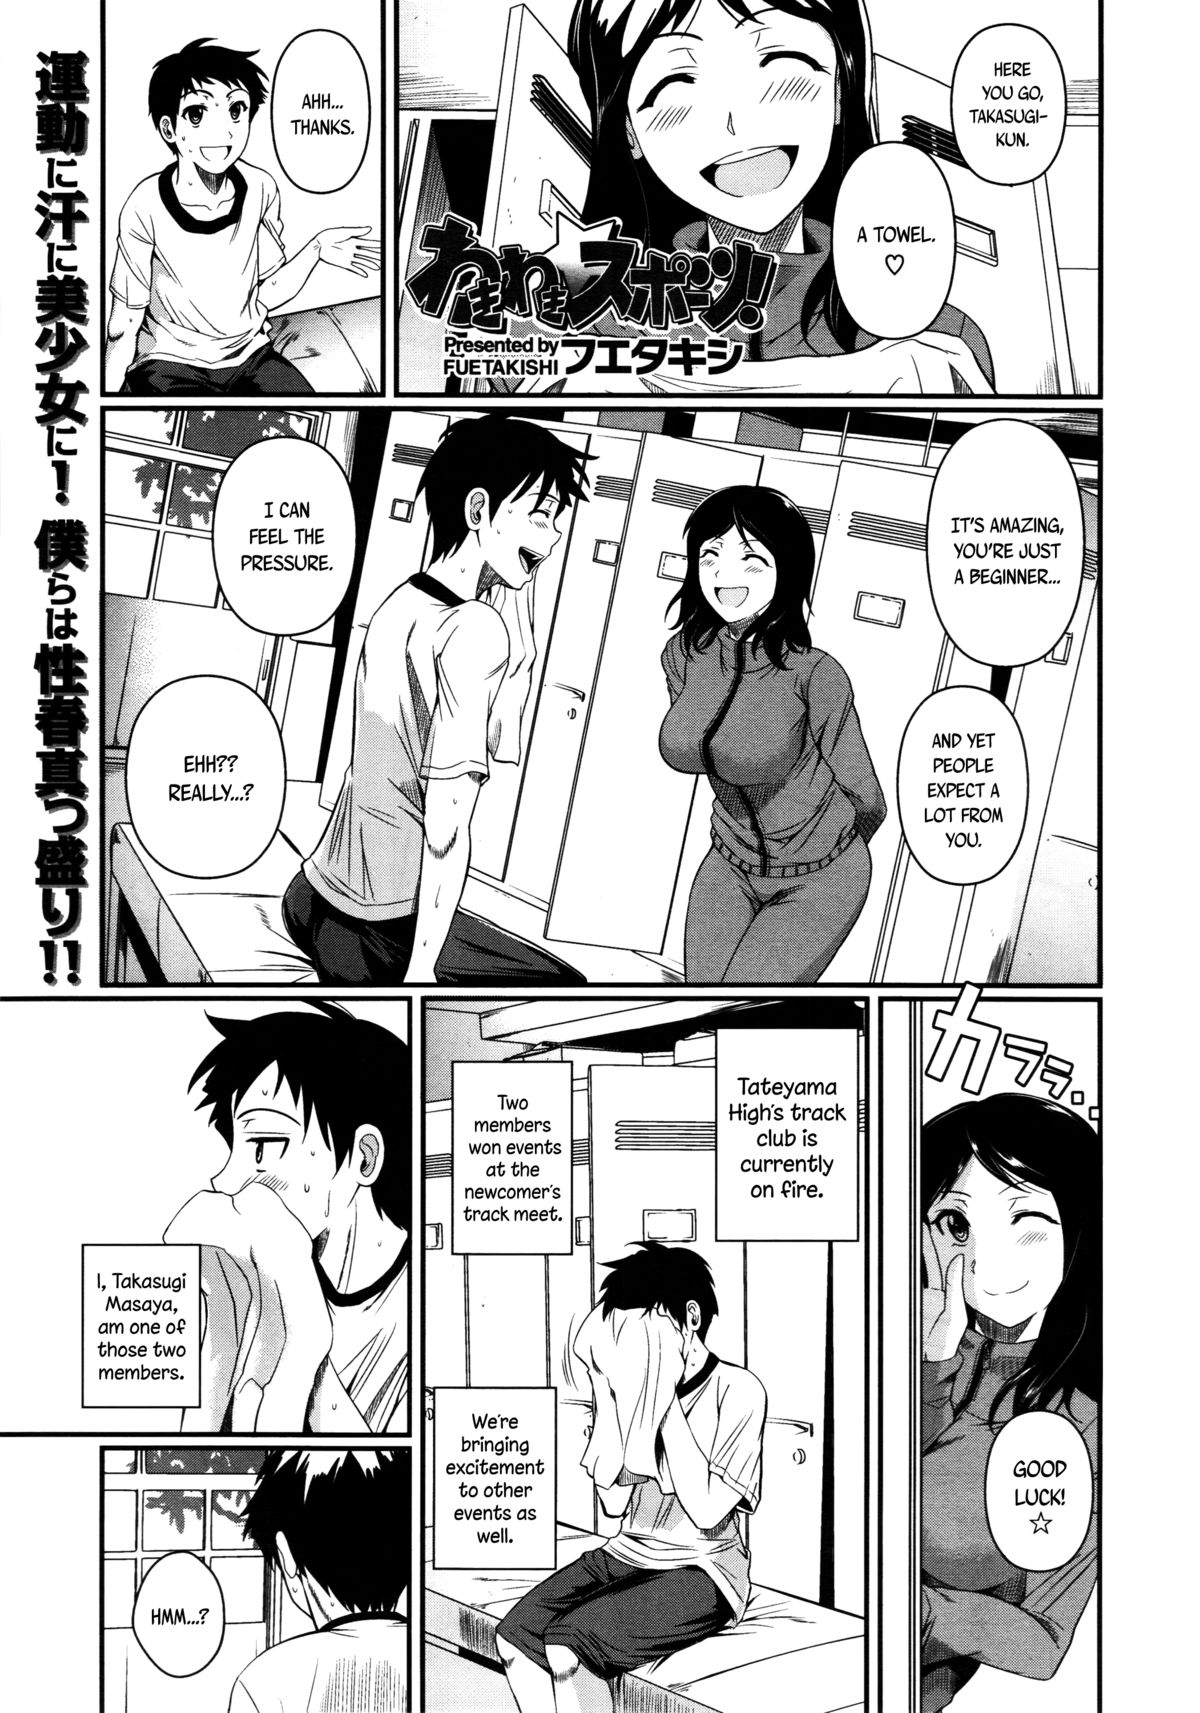 HERE
YOU GO,
TAKASUGI-
KUN.
A TOWEL.
♡
わきわき★スポーツ!
Presented by
FUETAKISHI フエタキシ
AHH...
THANKS.
運動に汗に美少女に! 僕らは性春真っ盛り!!
IT'S AMAZING,
YOU'RE JUST
A BEGINNER...
AND YET
PEOPLE
EXPECT A
LOT FROM
YOU.
I CAN
FEEL THE
PRESSURE.
EHH??
REALLY...?
カララ...
GOOD
LUCK!
☆
Tateyama
High's track
club is
currently
on fire.
Two
members
won events
at the
newcomer's
track meet.
We're
bringing
excitement
to other
events as
well.
I, Takasugi
Masaya,
am one of
those two
members.
HMM...?